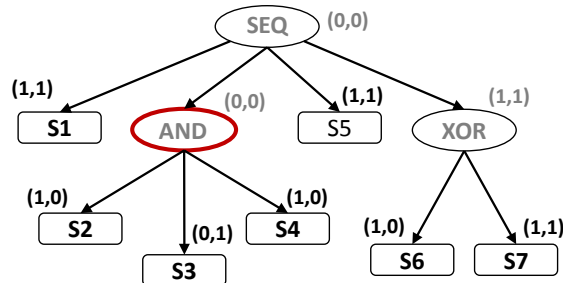 SEQ (0,0)
(1,1) (0,0) (1,1) (1,1)
S1 AND S5 XOR
(1,0) (0,1) (1,0) (1,0) (1,1)
S2 S3 S4 S6 S7